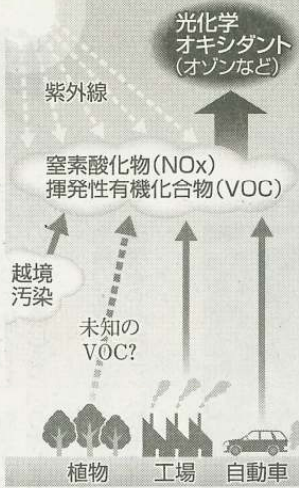 光化学
オキシダント
(オゾンなど)
紫外線
窒素酸化物(NOx)
揮発性有機化合物(VOC)
越境
汚染
未知の
VOC?
植物
工場
自動車